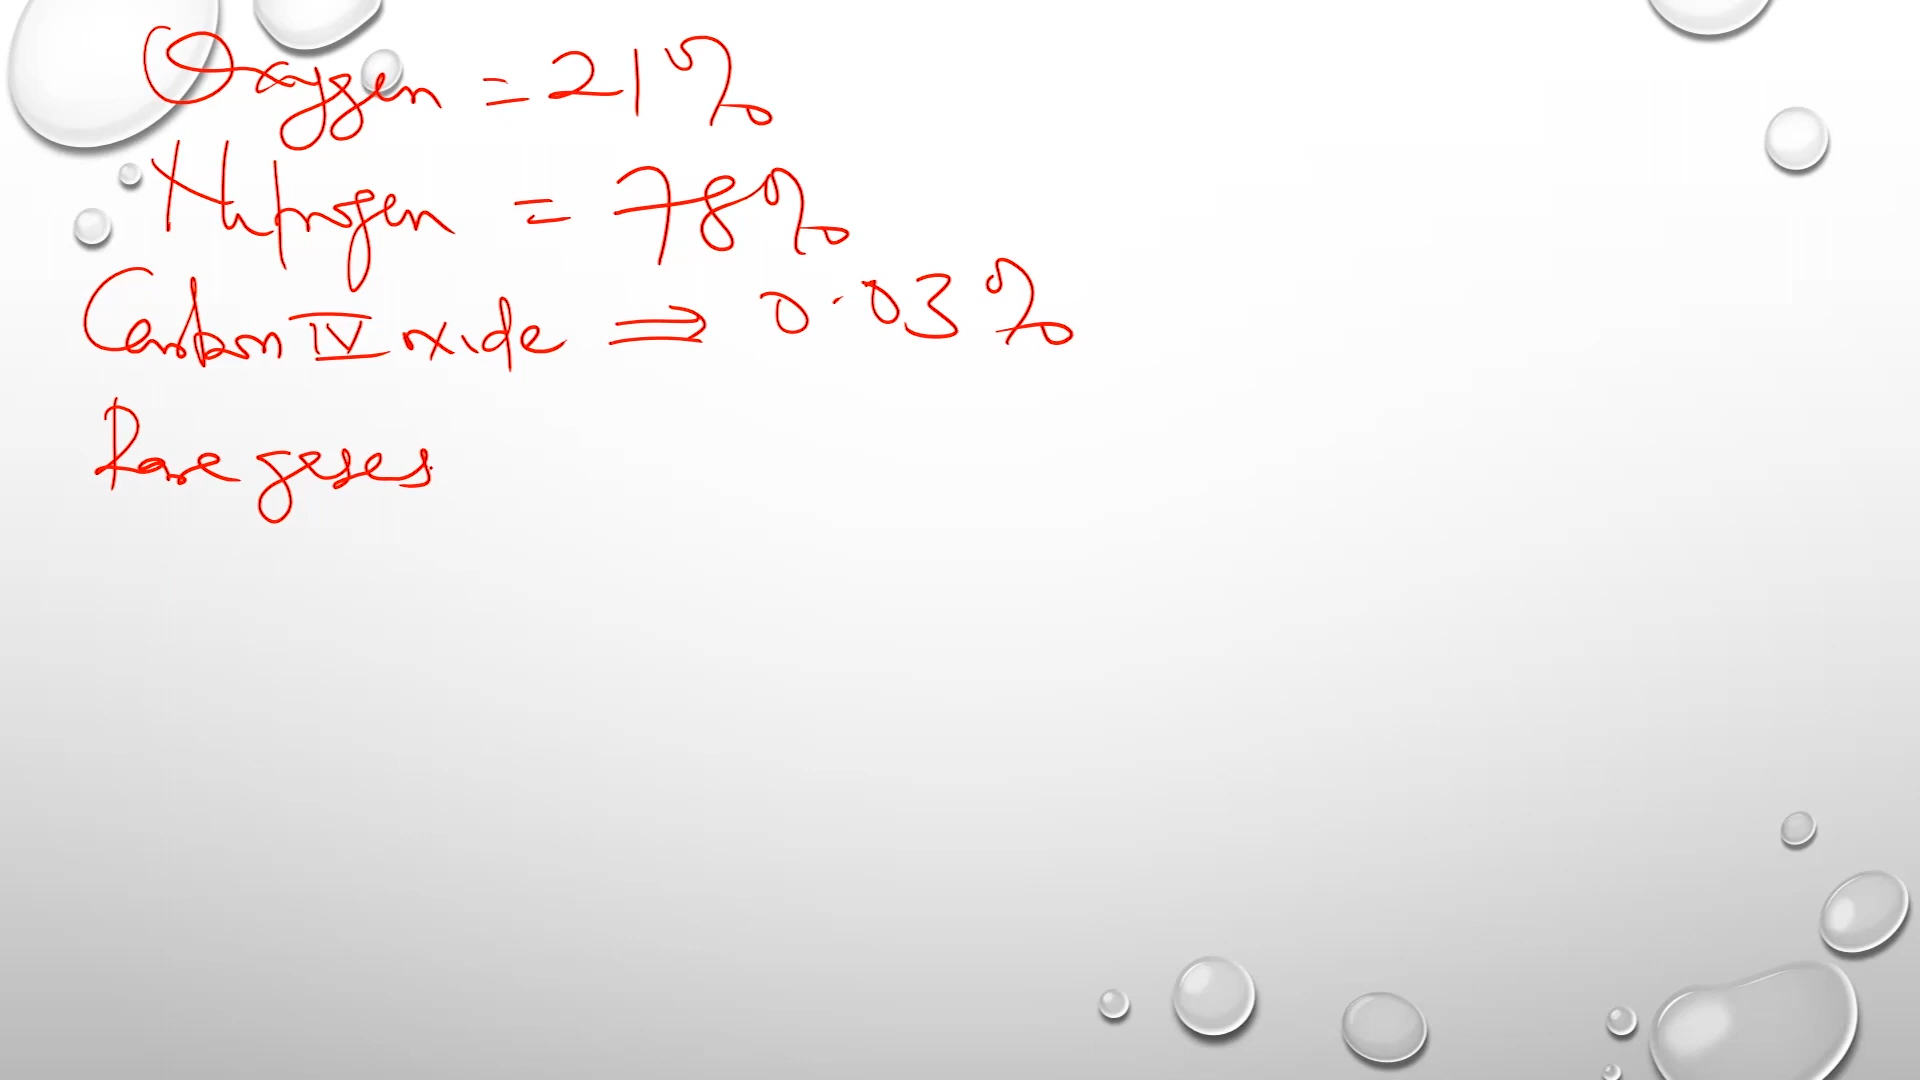 Oxygen = 21%
Nitrogen = 78%
Carbon IV oxide ⇒ 0.03%
Rare gases